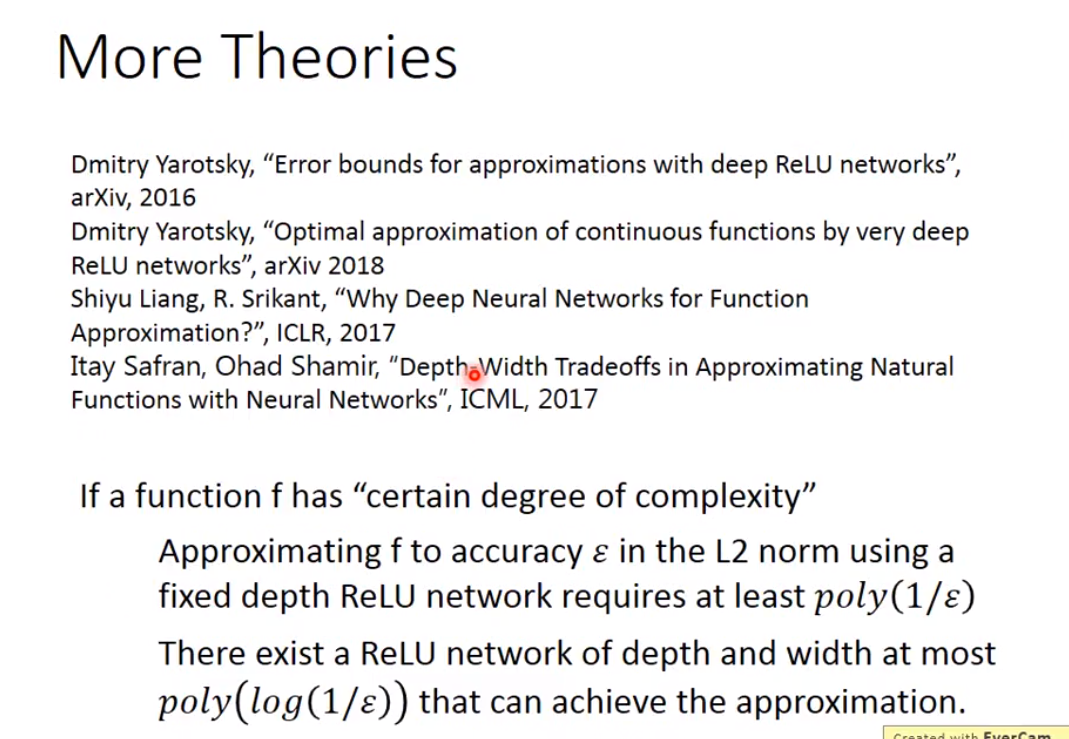 More Theories
Dmitry Yarotsky, “Error bounds for approximations with deep ReLU networks”,
arXiv, 2016
Dmitry Yarotsky, “Optimal approximation of continuous functions by very deep
ReLU networks”, arXiv 2018
Shiyu Liang, R. Srikant, “Why Deep Neural Networks for Function
Approximation?”, ICLR, 2017
Itay Safran, Ohad Shamir, “Depth-Width Tradeoffs in Approximating Natural
Functions with Neural Networks”, ICML, 2017
If a function f has “certain degree of complexity”
Approximating f to accuracy ε in the L2 norm using a
fixed depth ReLU network requires at least poly(1/ε)
There exist a ReLU network of depth and width at most
poly(log(1/ε)) that can achieve the approximation.
Created with EverCam